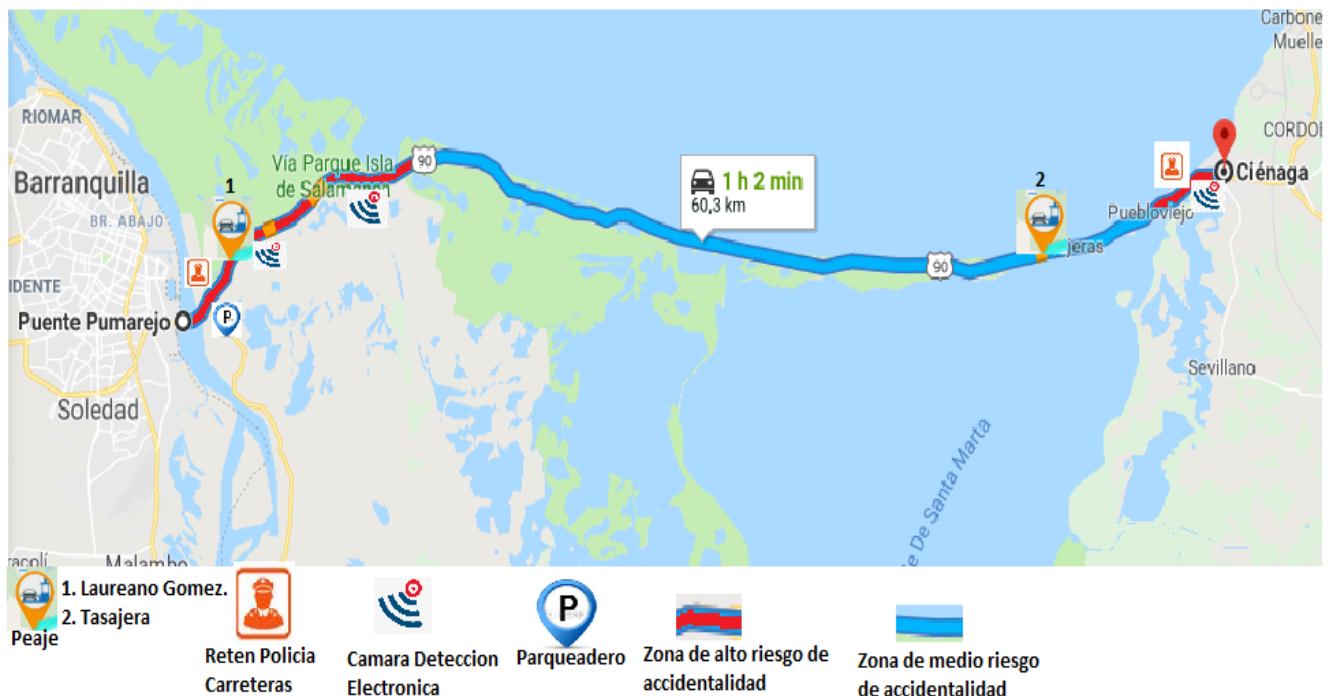 Carbone
Muelle
RIOMAR
CORDOE
Vía Parque Isla
de Salamanca
90
1 h 2 min
60,3 km
Barranquilla
1
2
Ciénaga
BR. ABAJO
Puebloviejo
jeras
90
IDENTE
P
Puente Pumarejo
Sevillano
Soledad
e De Santa Marta
Malambo
1. Laureano Gomez.
2. Tasajera
Peaje
P
Reten Policia
Carreteras
Camara Deteccion
Electronica
Parqueadero
Zona de alto riesgo de
accidentalidad
Zona de medio riesgo
de accidentalidad